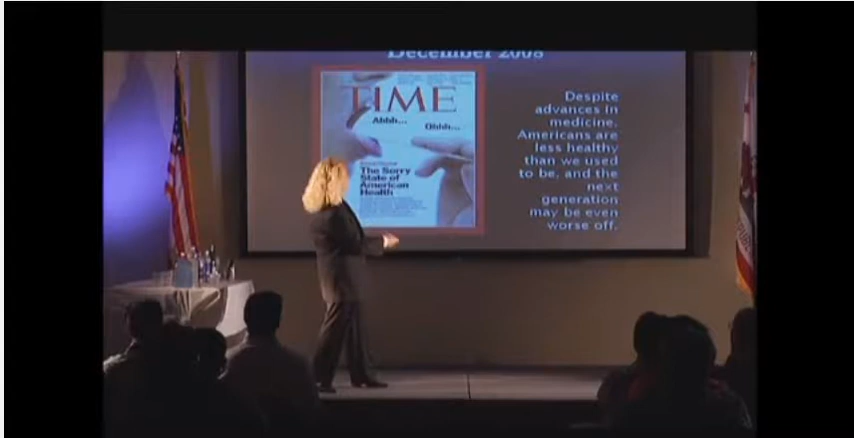 December 2008
TIME
Ahhh...
Ohhh...
The Sorry
State of
American
Health
Despite
advances in
medicine,
Americans are
less healthy
than we used
to be, and the
next
generation
may be even
worse off.